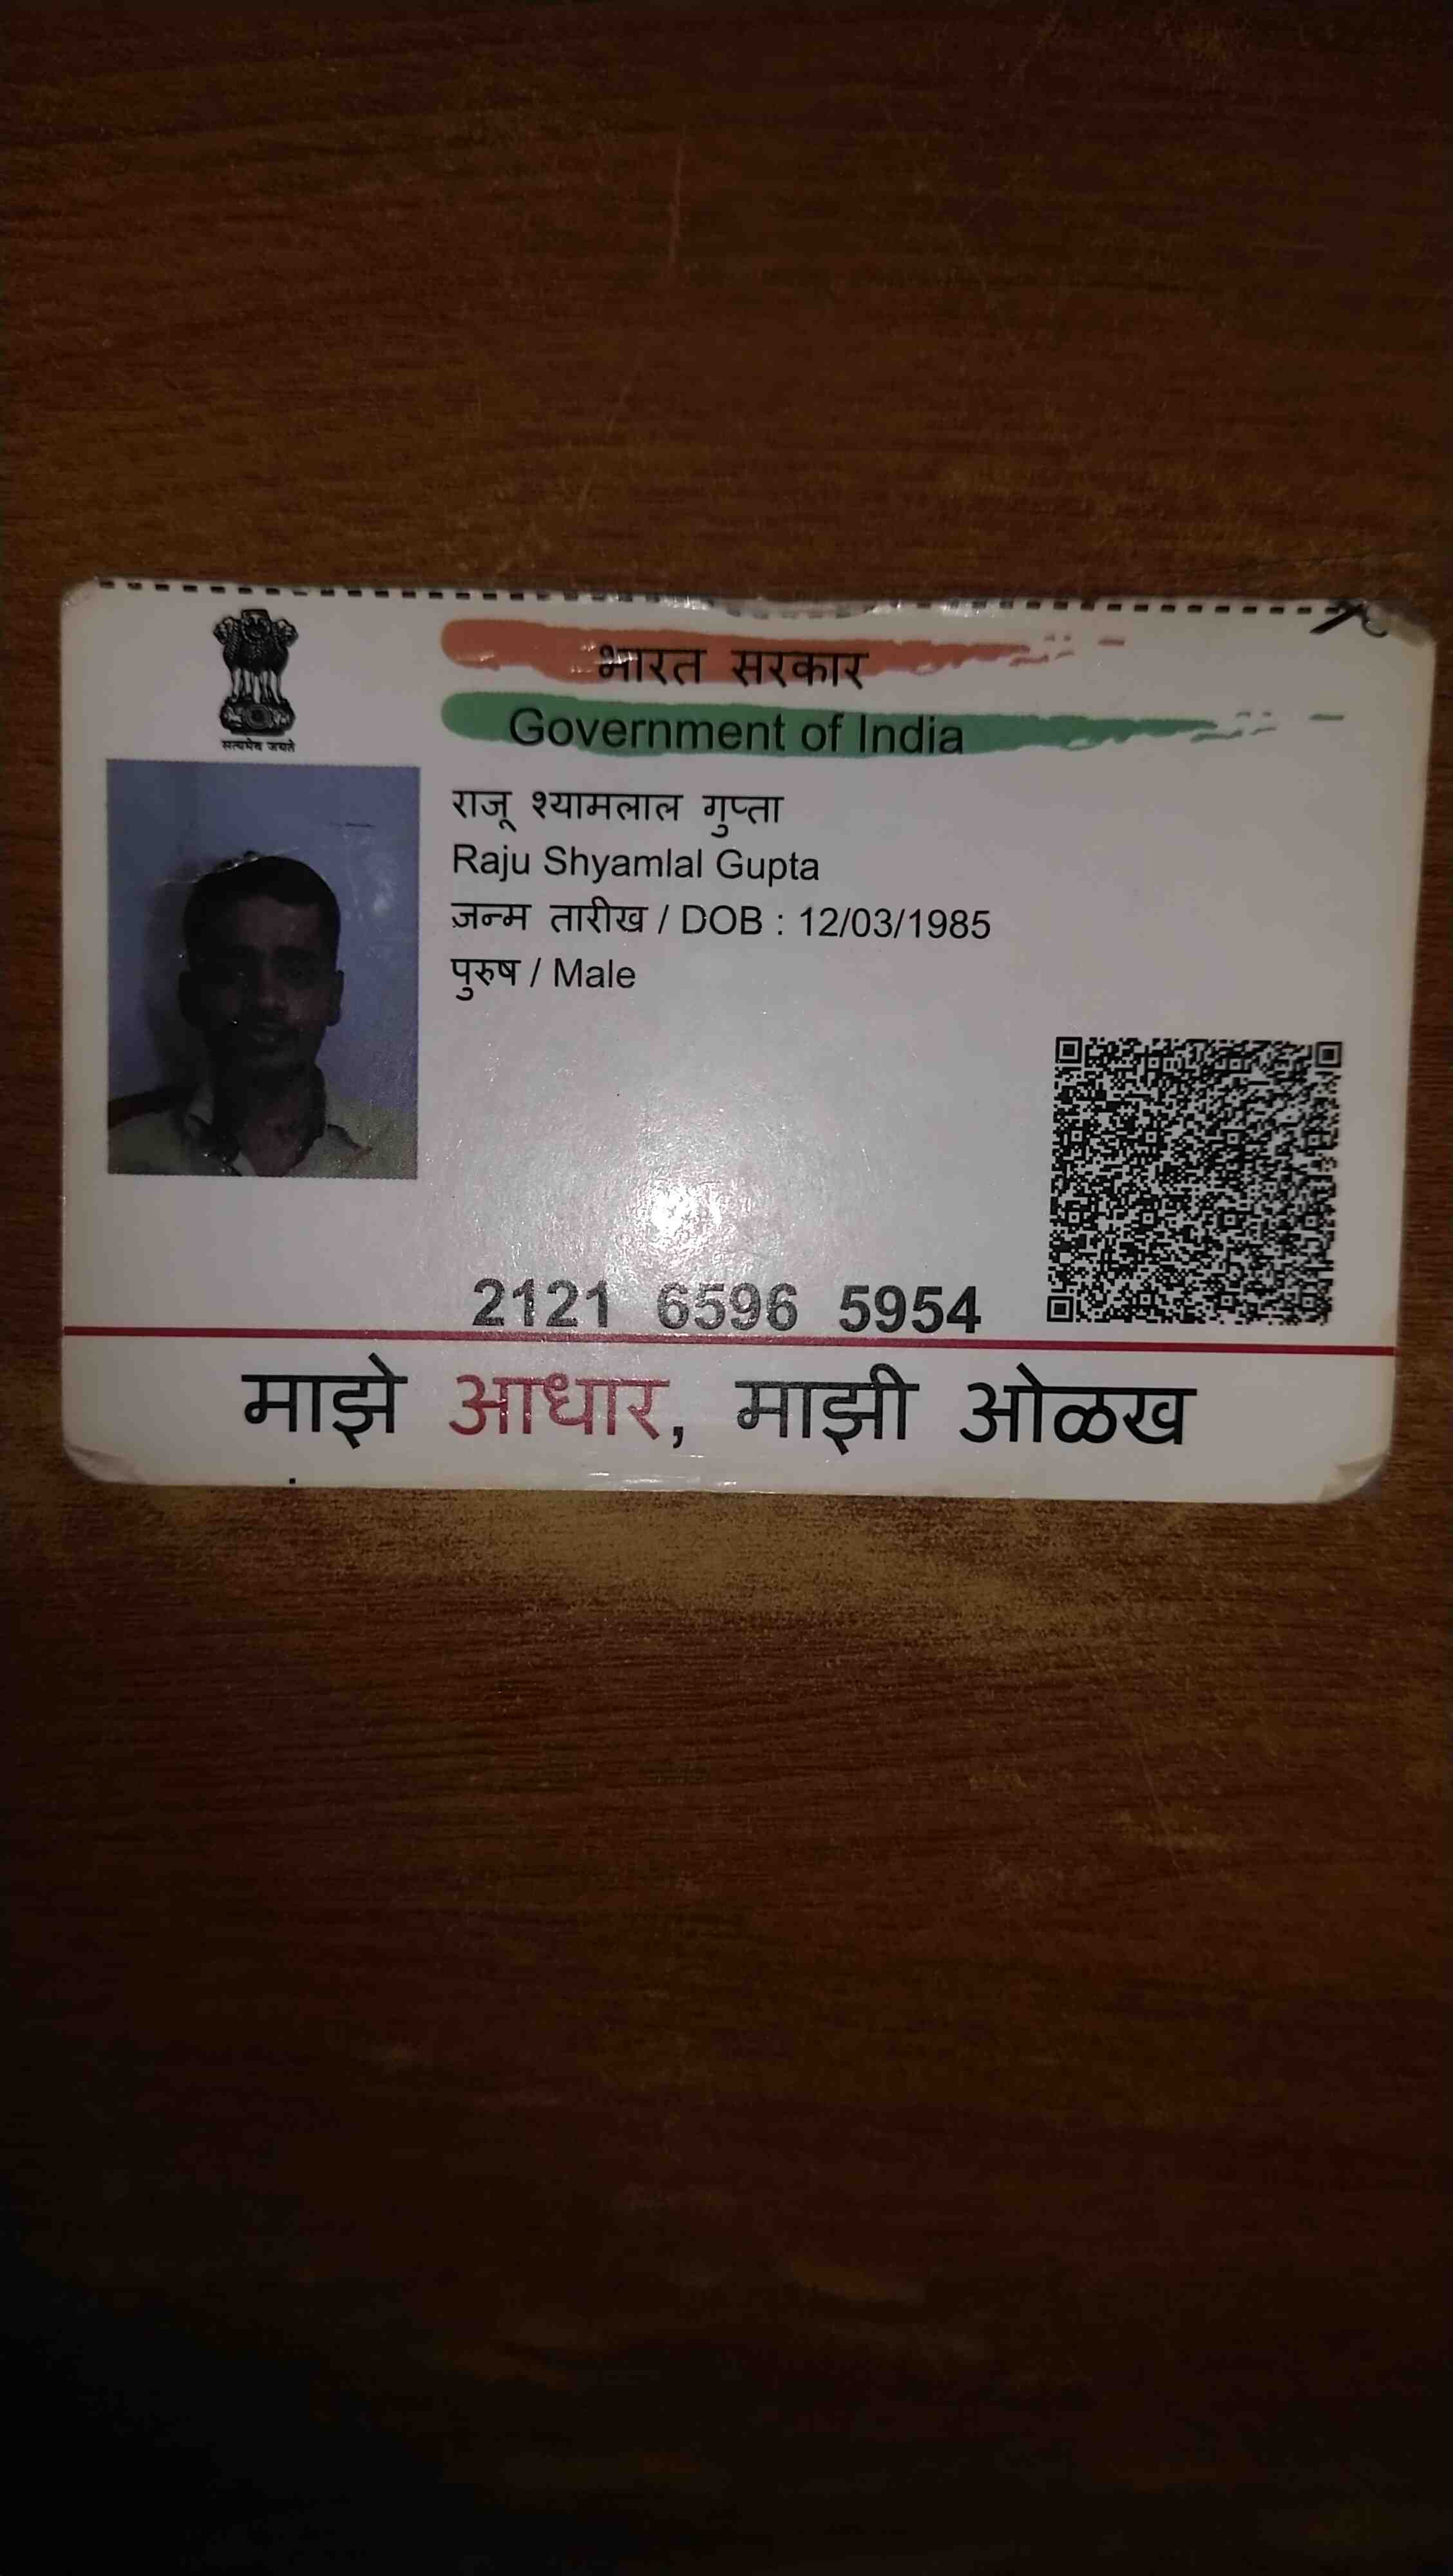 भारत सरकार
Government of India
सत्यमेव जयते
राजू श्यामलाल गुप्ता
Raju Shyamlal Gupta
जन्म तारीख / DOB : 12/03/1985
पुरुष / Male
2121 6596 5954
माझे आधार, माझी ओळख